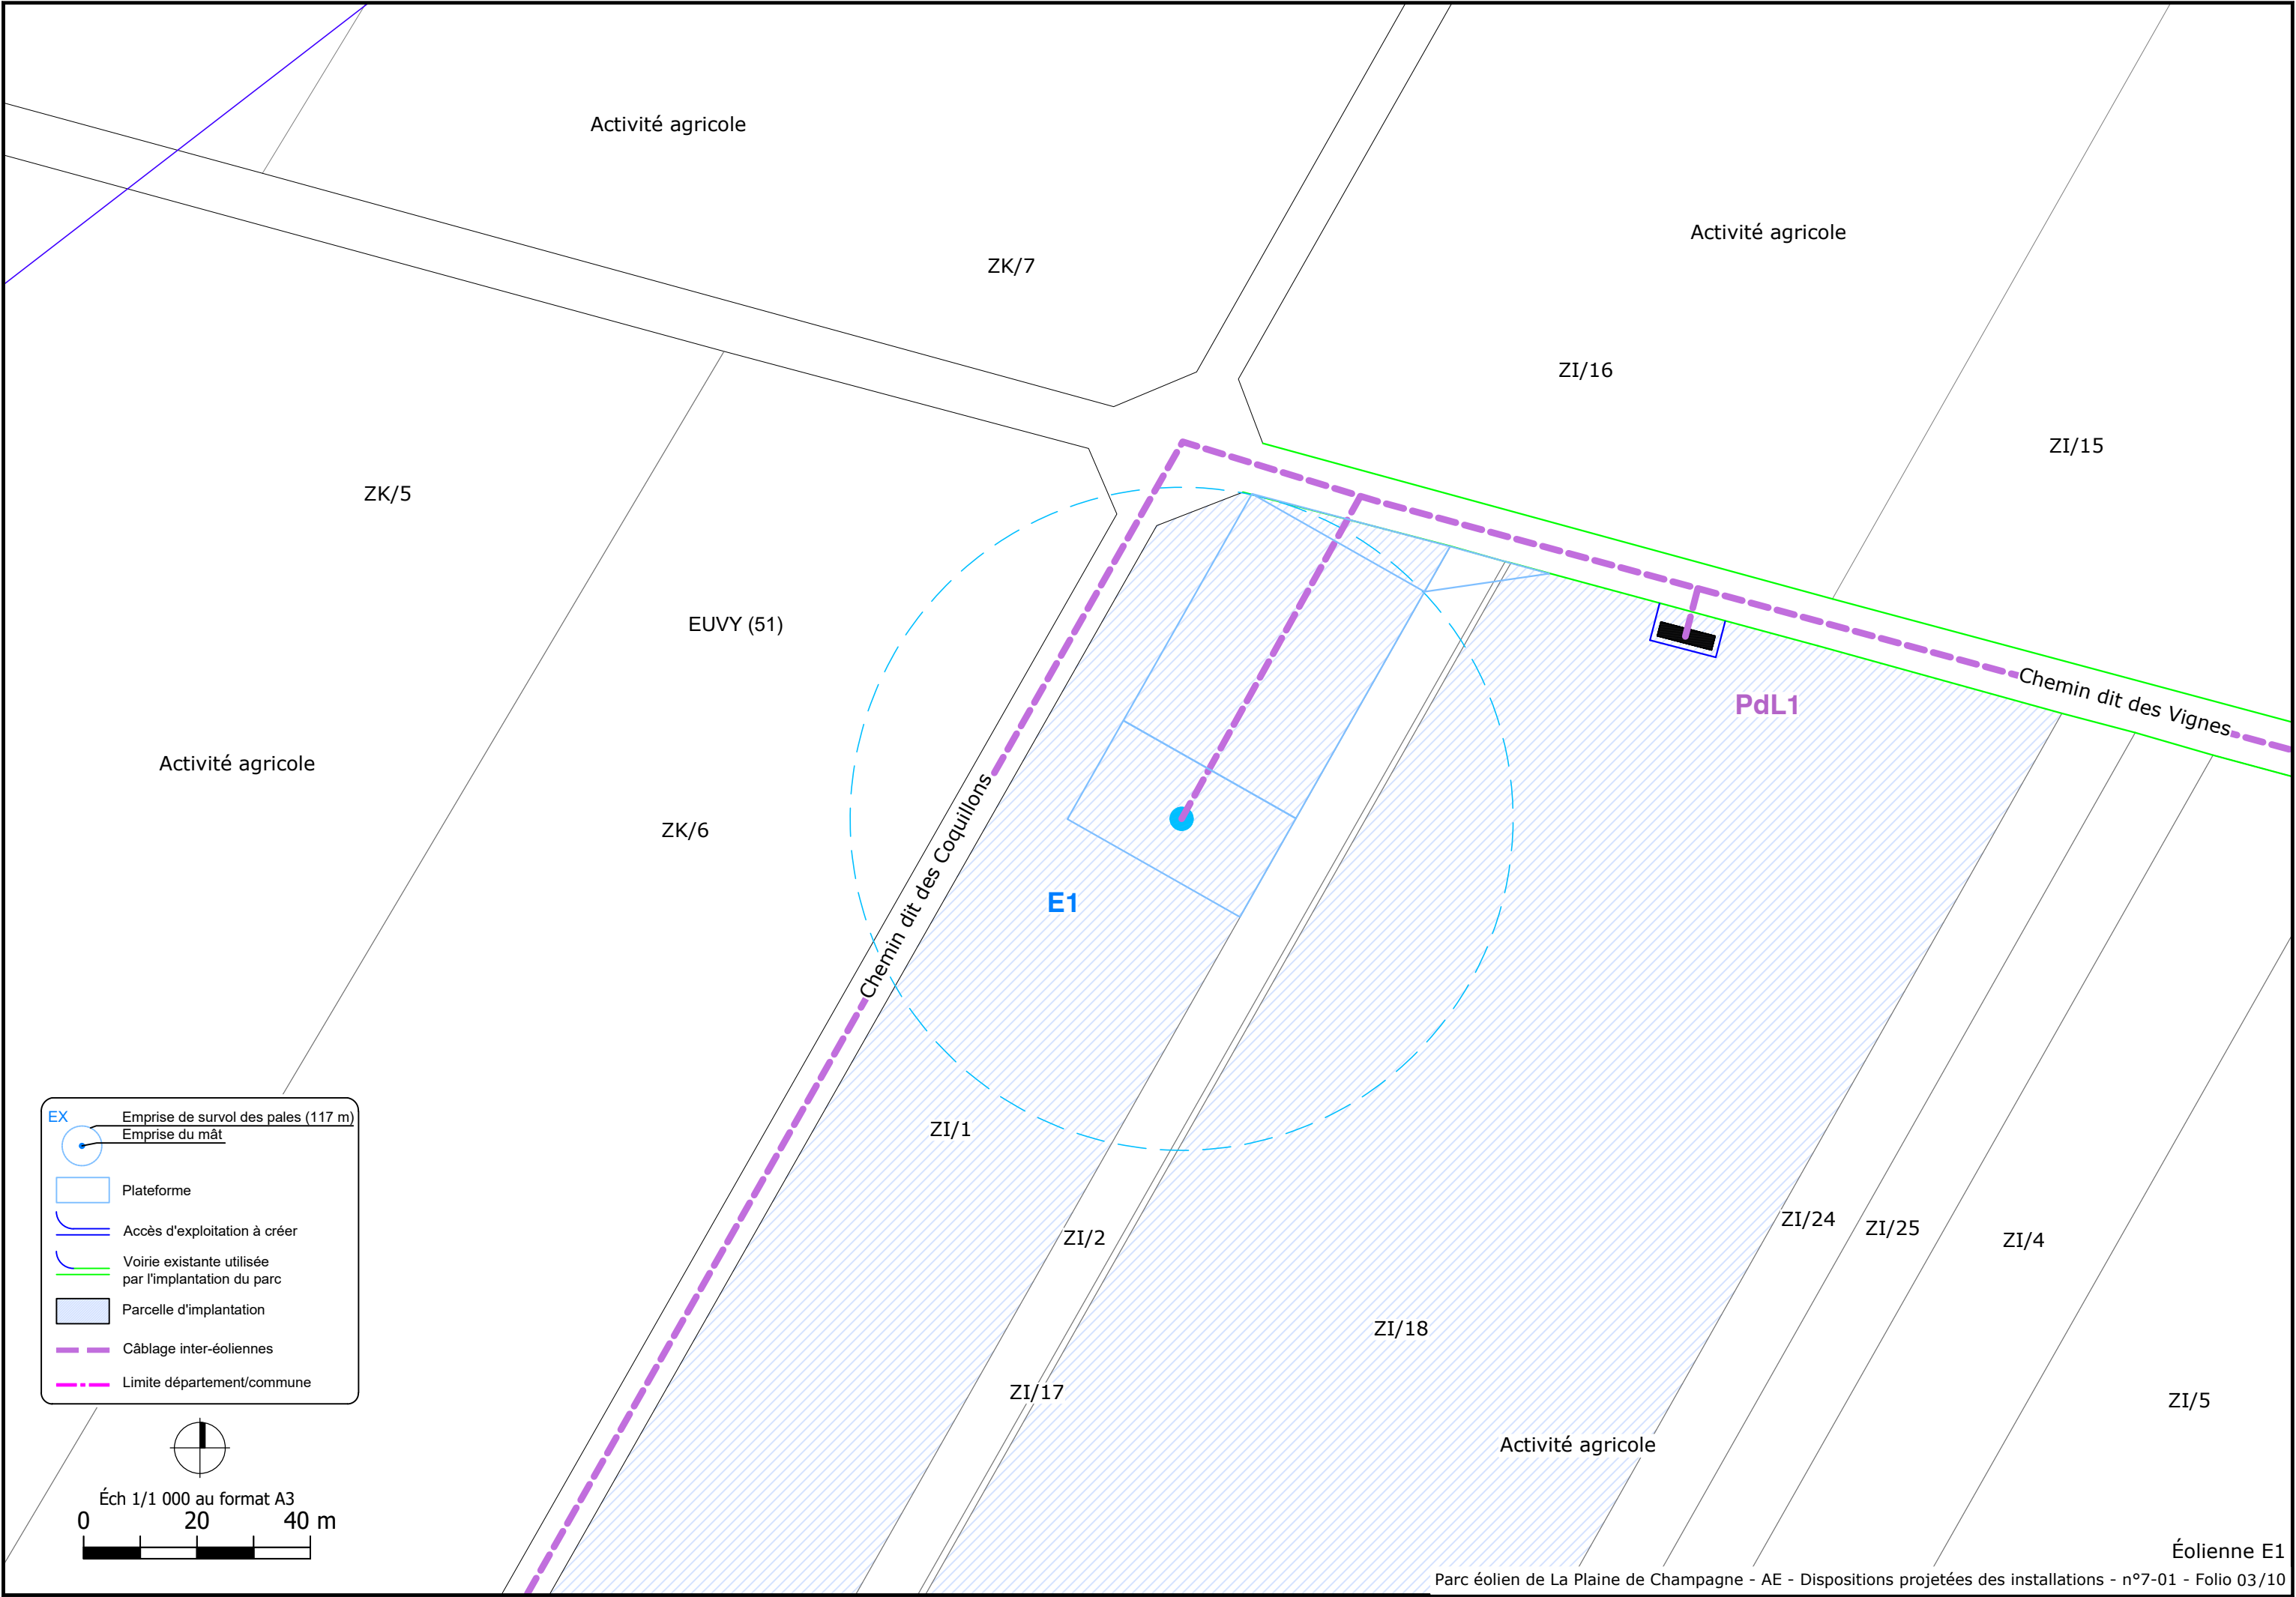 Activité agricole
Activité agricole
ZK/7
ZI/16
ZI/15
ZK/5
EUVY (51)
PdL1
Chemin dit des Vignes
Activité agricole
ZK/6
Chemin dit des Coquillons
E1
ZI/1
ZI/2
ZI/24
ZI/25
ZI/4
ZI/18
ZI/17
ZI/5
Activité agricole
EX
Emprise de survol des pales (117 m)
Emprise du mât
Plateforme
Accès d'exploitation à créer
Voirie existante utilisée
par l'implantation du parc
Parcelle d'implantation
Câblage inter-éoliennes
Limite département/commune
Éch 1/1 000 au format A3
0 20 40 m
Éolienne E1
Parc éolien de La Plaine de Champagne - AE - Dispositions projetées des installations - n°7-01 - Folio 03/10